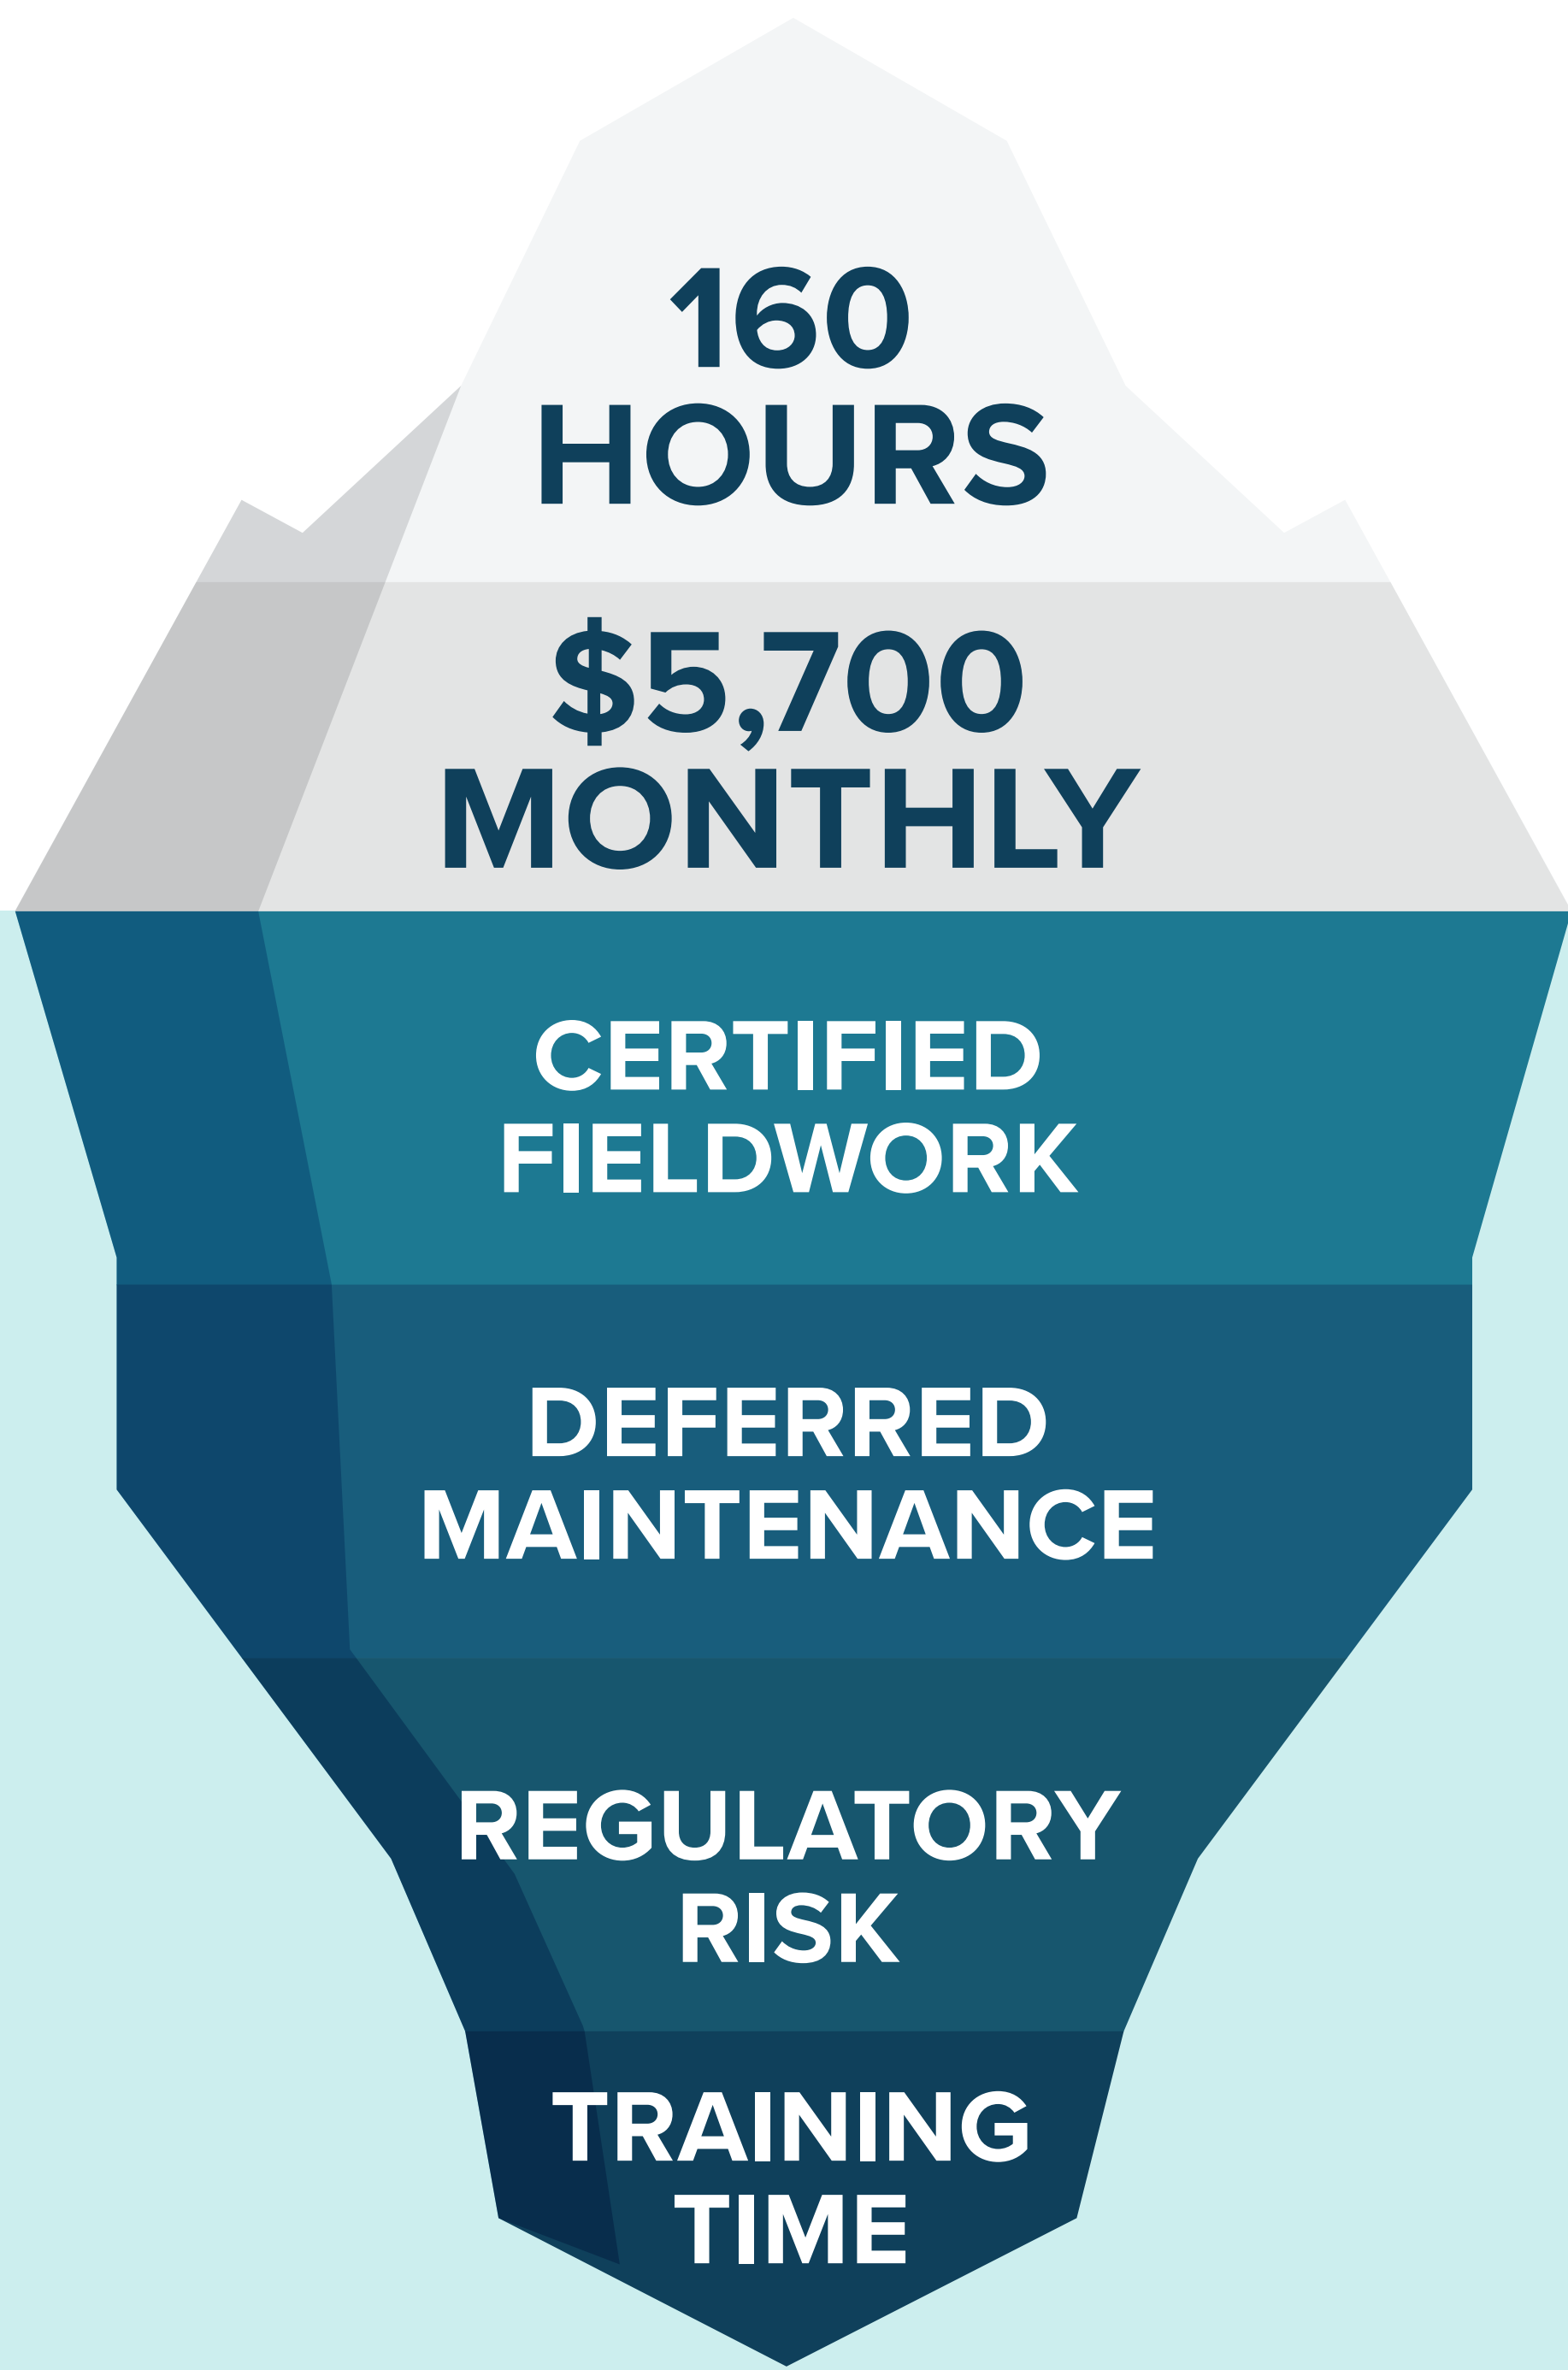 160
HOURS
$5,700
MONTHLY
CERTIFIED
FIELDWORK
DEFERRED
MAINTENANCE
REGULATORY
RISK
TRAINING
TIME